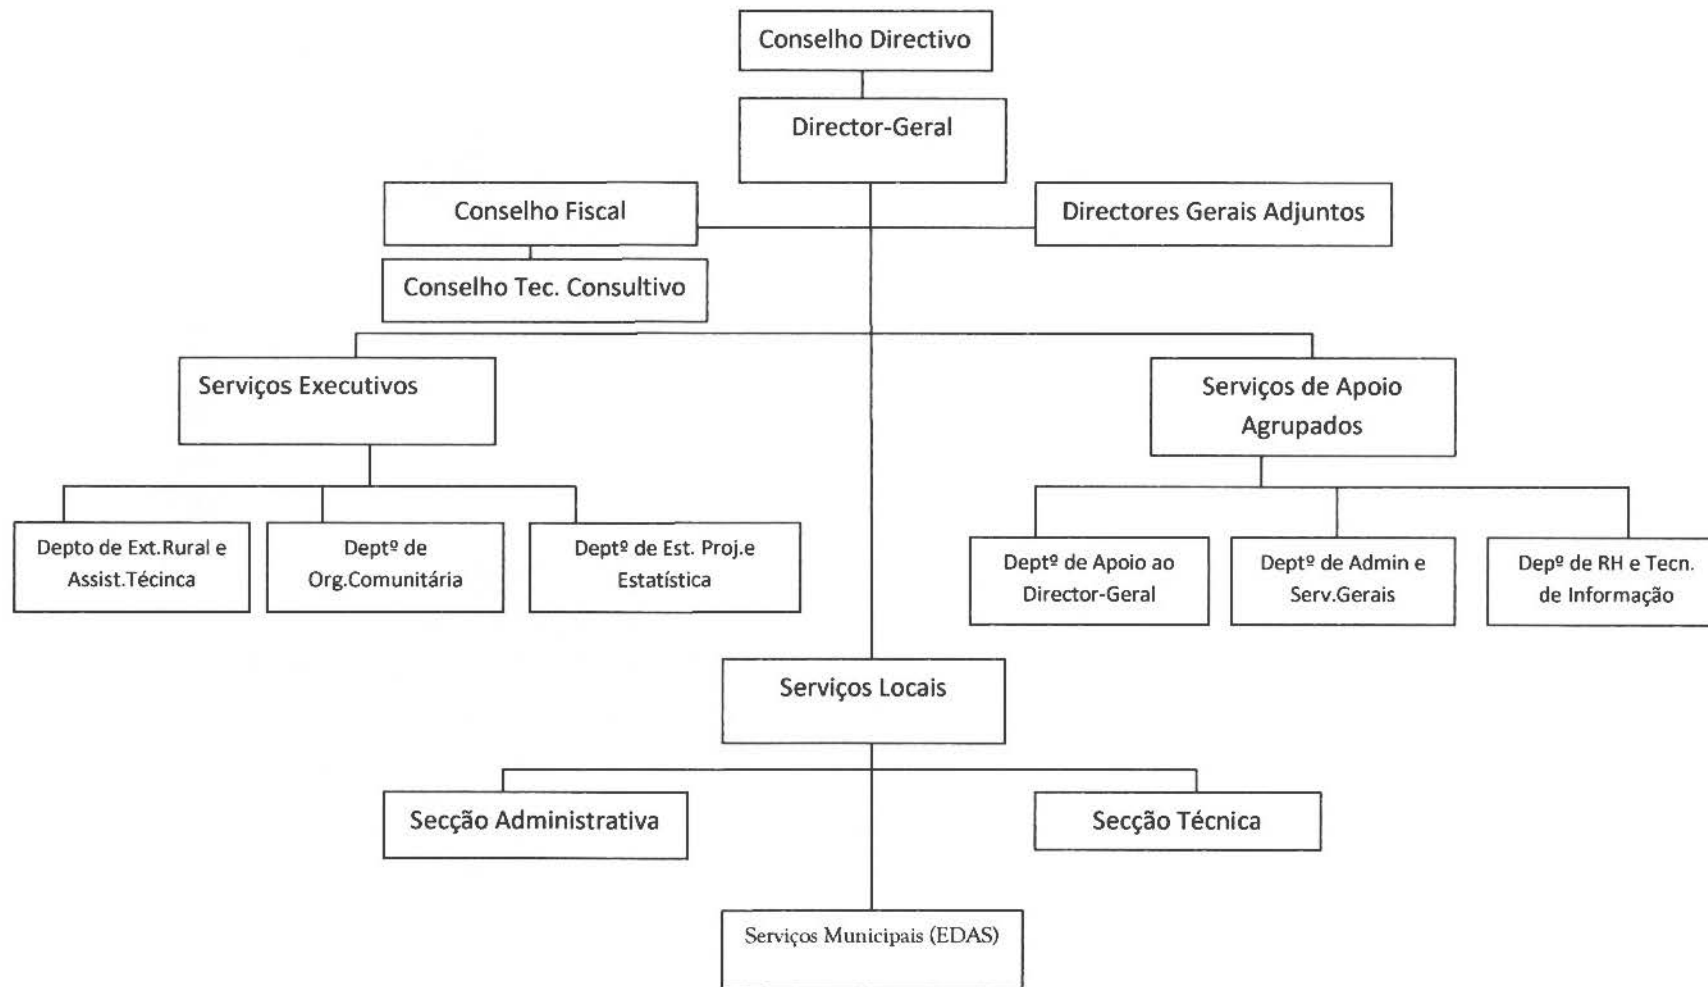 Conselho Directivo
Director-Geral
Conselho Fiscal
Directores Gerais Adjuntos
Conselho Tec. Consultivo
Serviços Executivos
Serviços de Apoio
Agrupados
Depto de Ext.Rural e
Assist.Técinca
Deptº de
Org.Comunitária
Deptº de Est. Proj.e
Estatística
Deptº de Apoio ao
Director-Geral
Deptº de Admin e
Serv.Gerais
Depº de RH e Tecn.
de Informação
Serviços Locais
Secção Administrativa
Secção Técnica
Serviços Municipais (EDAS)